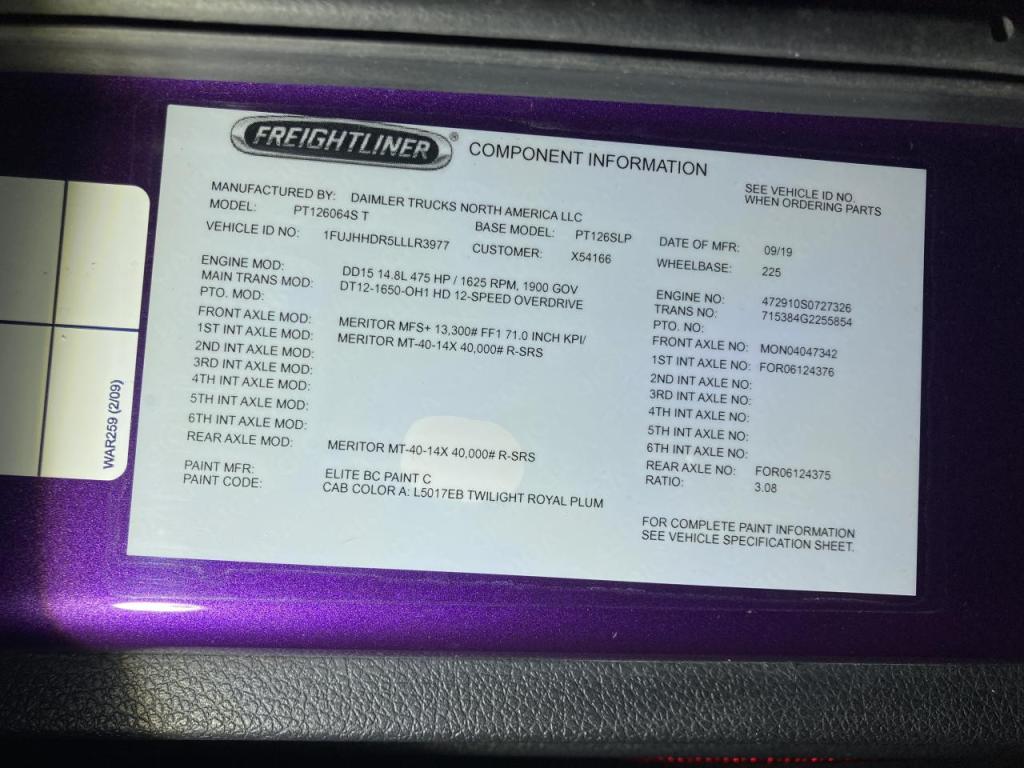 FREIGHTLINER® COMPONENT INFORMATION
SEE VEHICLE ID NO.
WHEN ORDERING PARTS
MANUFACTURED BY: DAIMLER TRUCKS NORTH AMERICA LLC
MODEL: PT126064S T BASE MODEL: PT126SLP DATE OF MFR: 09/19
VEHICLE ID NO: 1FUJHHDR5LLLR3977 CUSTOMER: X54166 WHEELBASE: 225
ENGINE MOD: DD15 14.8L 475 HP / 1625 RPM, 1900 GOV ENGINE NO: 472910S0727326
MAIN TRANS MOD: DT12-1650-OH1 HD 12-SPEED OVERDRIVE TRANS NO: 715384G2255854
PTO. MOD: PTO. NO:
FRONT AXLE MOD: MERITOR MFS+ 13,300# FF1 71.0 INCH KPI/ FRONT AXLE NO: MON04047342
1ST INT AXLE MOD: MERITOR MT-40-14X 40,000# R-SRS 1ST INT AXLE NO: FOR06124376
2ND INT AXLE MOD: 2ND INT AXLE NO:
3RD INT AXLE MOD: 3RD INT AXLE NO:
4TH INT AXLE MOD: 4TH INT AXLE NO:
5TH INT AXLE MOD: 5TH INT AXLE NO:
6TH INT AXLE MOD: 6TH INT AXLE NO:
REAR AXLE MOD: MERITOR MT-40-14X 40,000# R-SRS REAR AXLE NO: FOR06124375
RATIO: 3.08
PAINT MFR: ELITE BC PAINT C
PAINT CODE: CAB COLOR A: L5017EB TWILIGHT ROYAL PLUM
FOR COMPLETE PAINT INFORMATION
SEE VEHICLE SPECIFICATION SHEET.
WAR259 (2/09)